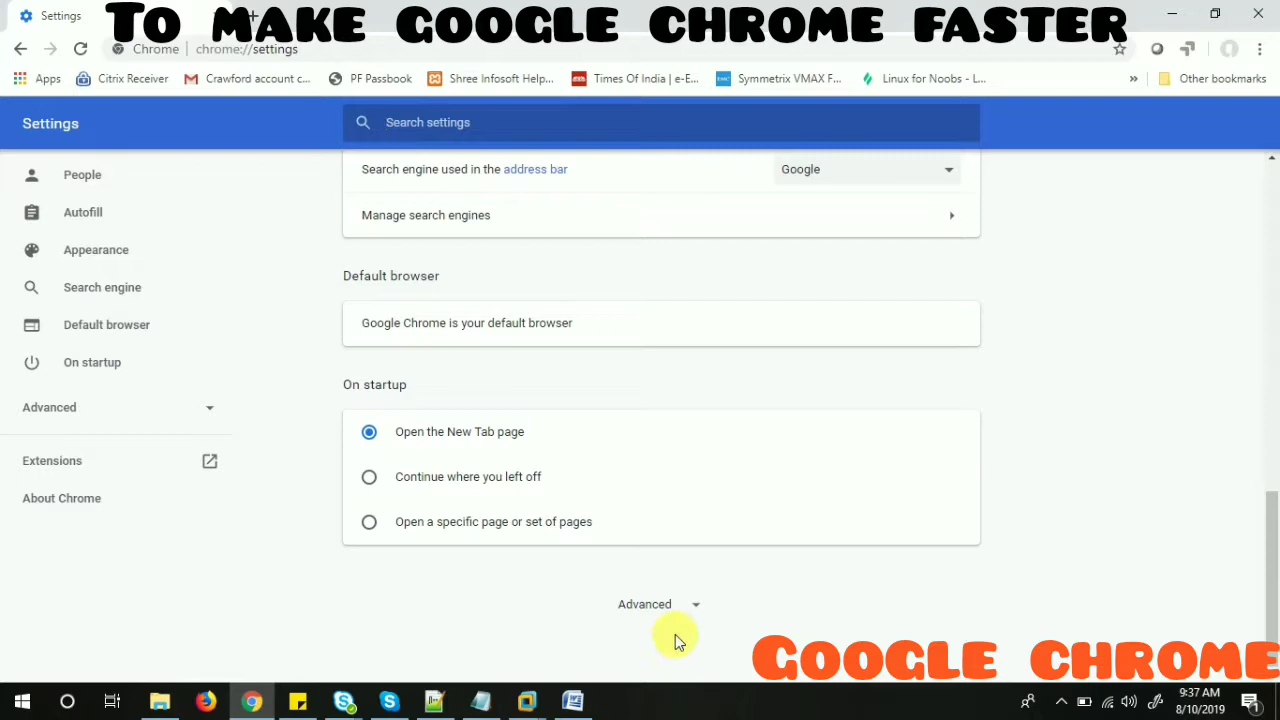 Settings
To make Google Chrome faster
Chrome | chrome://settings
Apps
Citrix Receiver
Crawford account c...
PF Passbook
Shree Infosoft Help...
Times Of India | e-E...
Symmetrix VMAX F...
Linux for Noobs - L...
»
Other bookmarks
Settings
Search settings
People
Autofill
Appearance
Search engine
Default browser
On startup
Advanced
Extensions
About Chrome
Search engine used in the address bar
Google
Manage search engines
Default browser
Google Chrome is your default browser
On startup
Open the New Tab page
Continue where you left off
Open a specific page or set of pages
Advanced
Google chrome
9:37 AM
8/10/2019
1